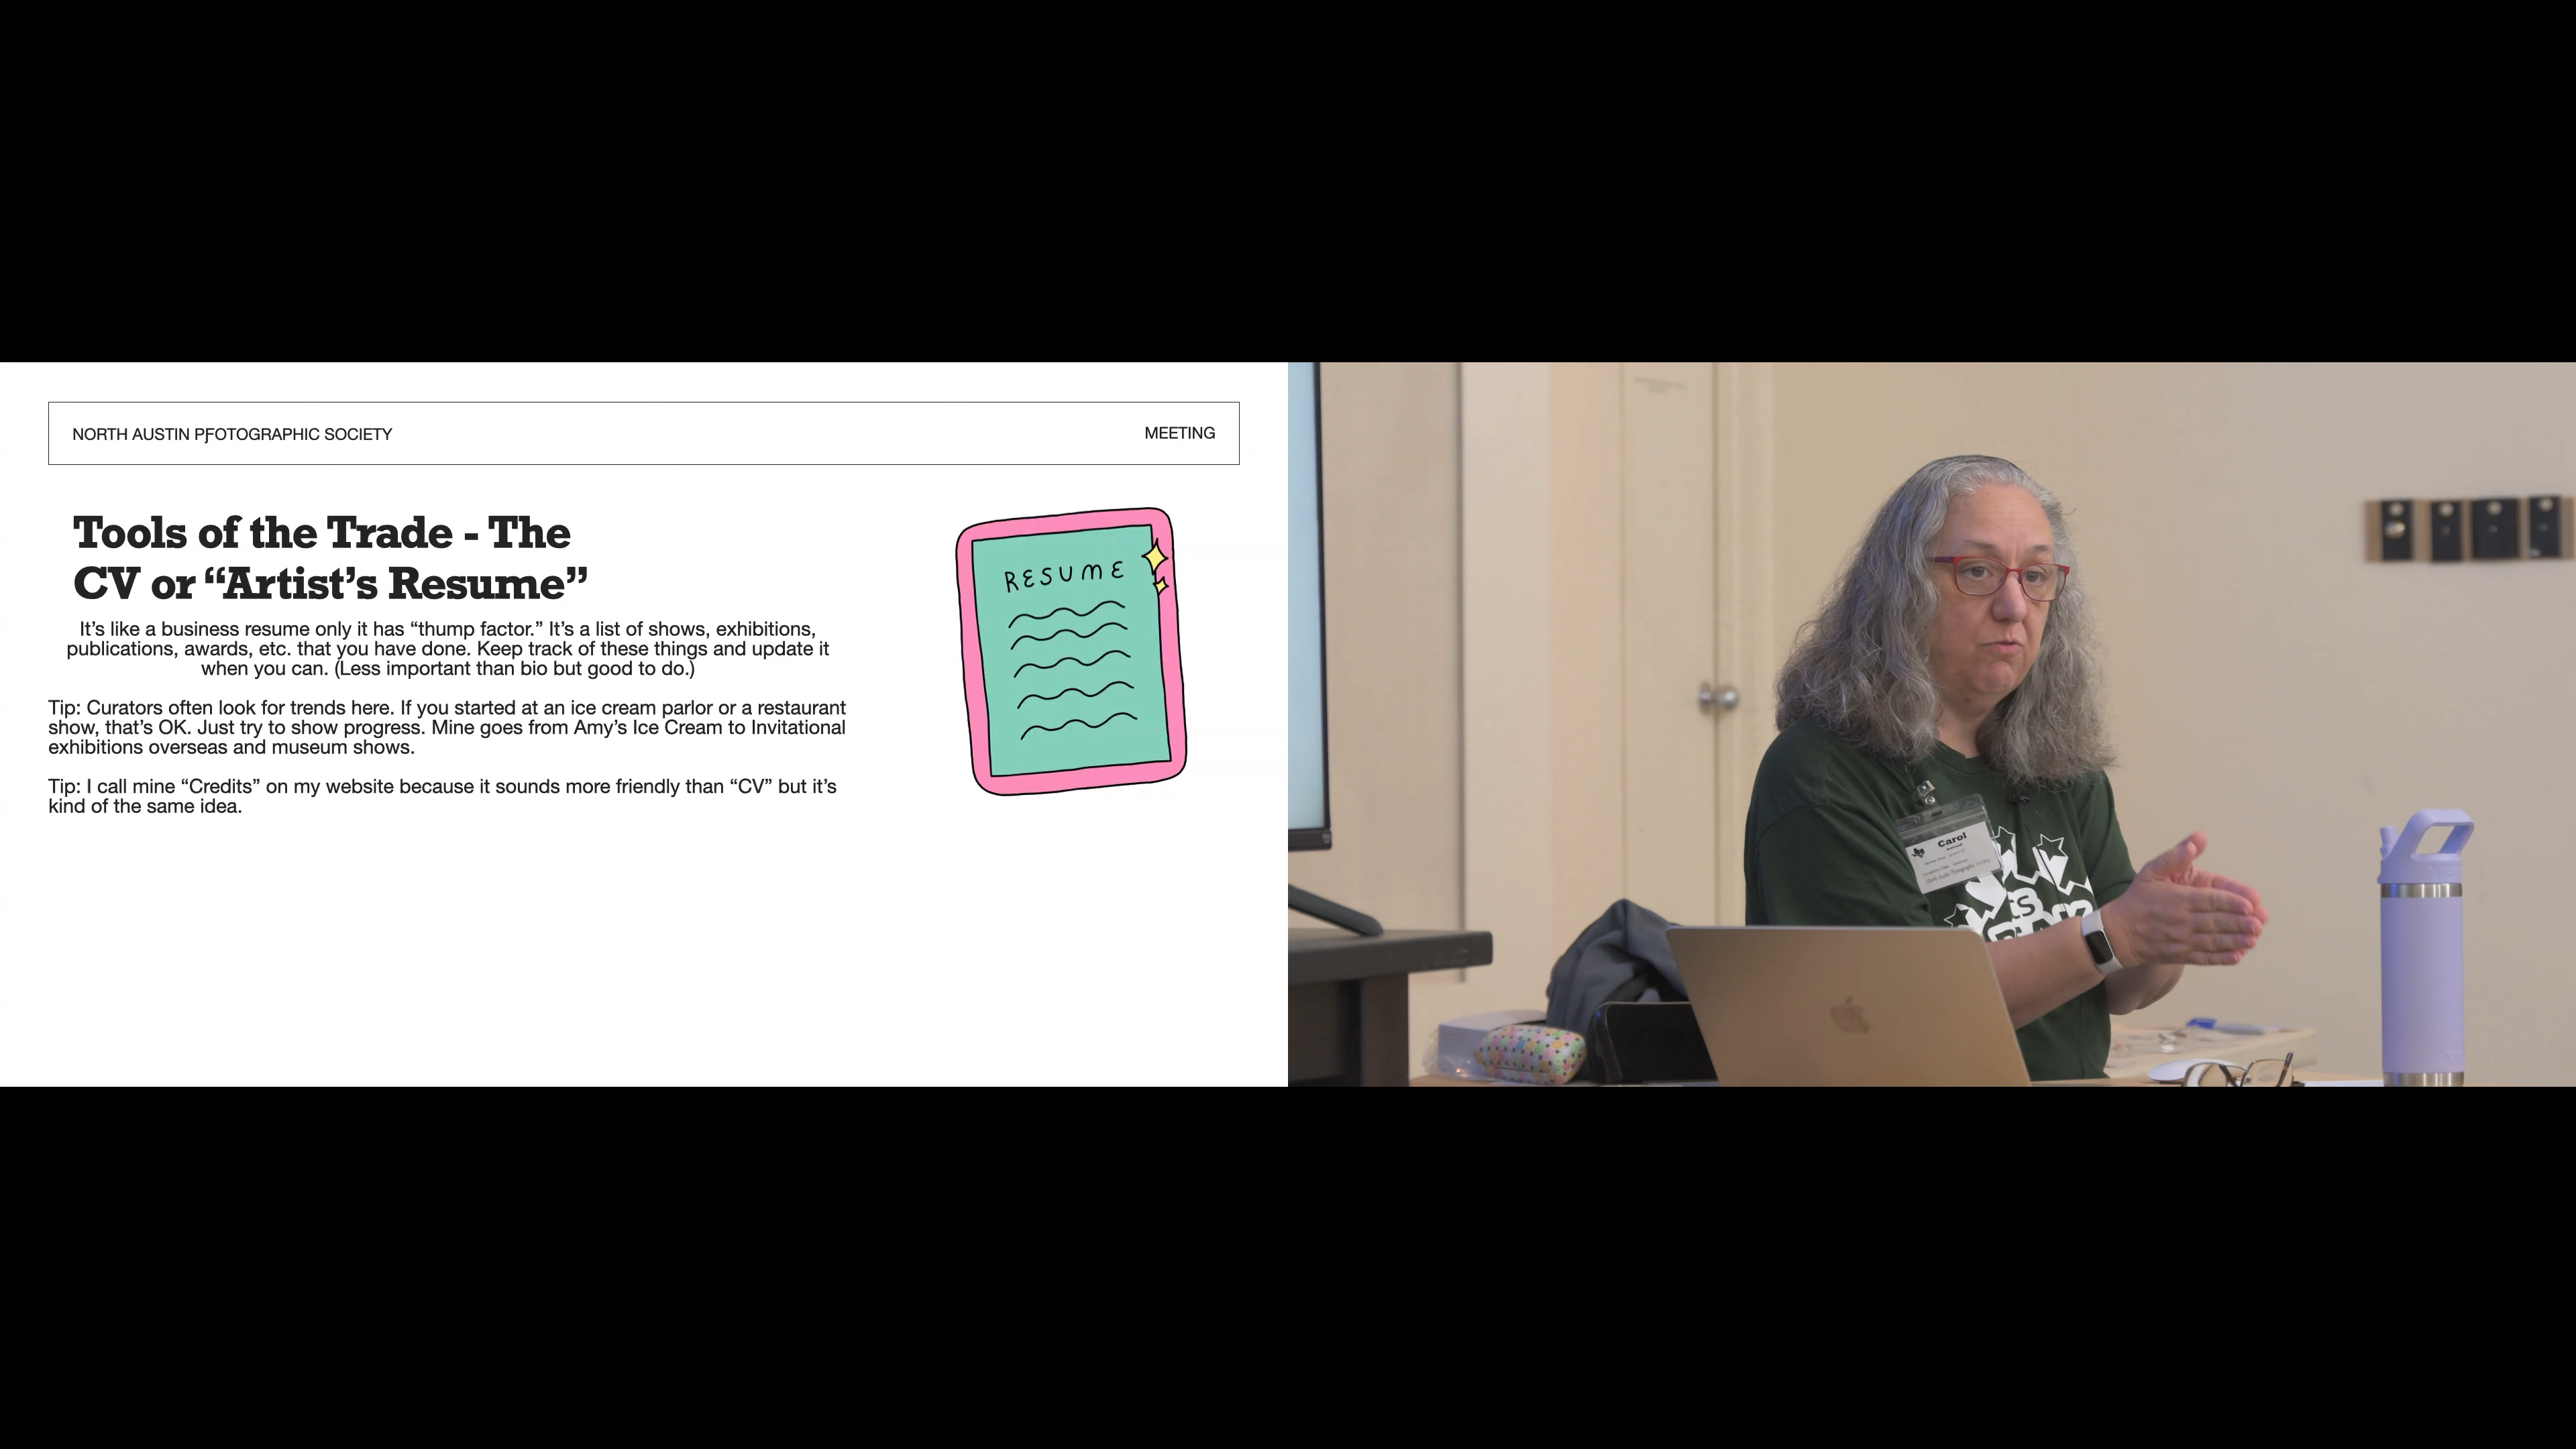 NORTH AUSTIN PƒOTOGRAPHIC SOCIETY
MEETING
Tools of the Trade - The
CV or “Artist’s Resume”
It’s like a business resume only it has “thump factor.” It’s a list of shows, exhibitions,
publications, awards, etc. that you have done. Keep track of these things and update it
when you can. (Less important than bio but good to do.)
Tip: Curators often look for trends here. If you started at an ice cream parlor or a restaurant
show, that’s OK. Just try to show progress. Mine goes from Amy’s Ice Cream to Invitational
exhibitions overseas and museum shows.
Tip: I call mine “Credits” on my website because it sounds more friendly than “CV” but it’s
kind of the same idea.
RESUME
Carol
North Austin Photographic Society